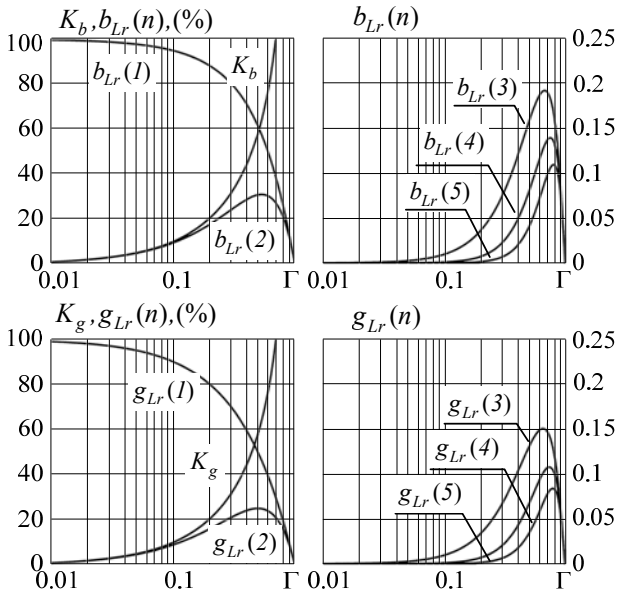 K_b, b_Lr(n), (%)
b_Lr(n)
100
80
60
40
20
0
b_Lr(1)
K_b
b_Lr(2)
0.01
0.1
Γ
b_Lr(3)
b_Lr(4)
b_Lr(5)
0.25
0.2
0.15
0.1
0.05
0
0.01
0.1
Γ
K_g, g_Lr(n), (%)
g_Lr(n)
100
80
60
40
20
0
g_Lr(1)
K_g
g_Lr(2)
0.01
0.1
Γ
g_Lr(3)
g_Lr(4)
g_Lr(5)
0.25
0.2
0.15
0.1
0.05
0
0.01
0.1
Γ